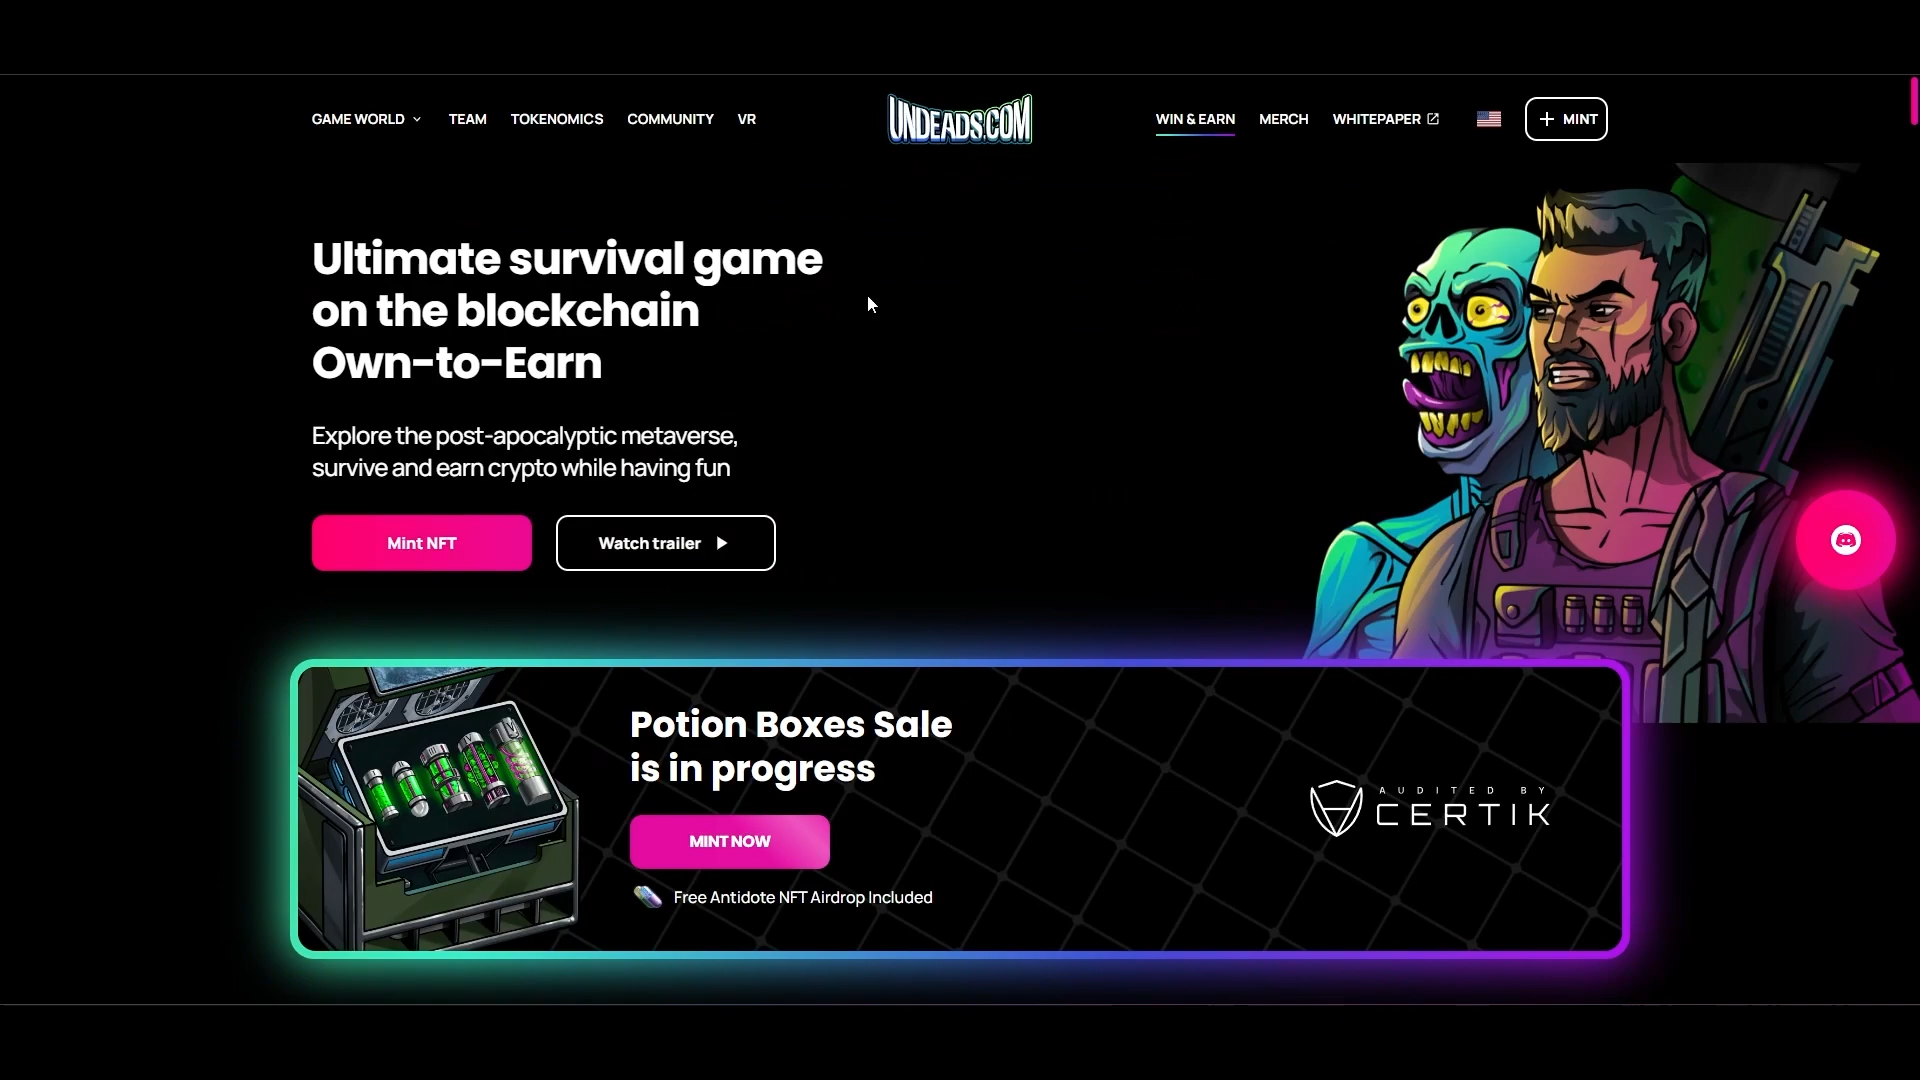 GAME WORLD
TEAM
TOKENOMICS
COMMUNITY
VR
UNDEADS.COM
WIN & EARN
MERCH
WHITEPAPER
+ MINT
Ultimate survival game
on the blockchain
Own-to-Earn
Explore the post-apocalyptic metaverse,
survive and earn crypto while having fun
Mint NFT
Watch trailer
Potion Boxes Sale
is in progress
MINT NOW
Free Antidote NFT Airdrop Included
AUDITED BY
CERTIK